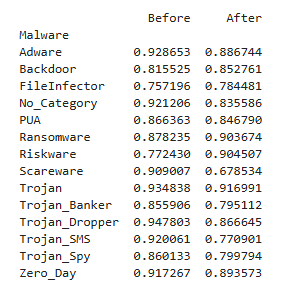 Before After
Malware
Adware 0.928653 0.886744
Backdoor 0.815525 0.852761
FileInfector 0.757196 0.784481
No_Category 0.921206 0.835586
PUA 0.866363 0.846790
Ransomware 0.878235 0.903674
Riskware 0.772430 0.904507
Scareware 0.909007 0.678534
Trojan 0.934838 0.916991
Trojan_Banker 0.855906 0.795112
Trojan_Dropper 0.947803 0.866645
Trojan_SMS 0.920061 0.770901
Trojan_Spy 0.860133 0.799794
Zero_Day 0.917267 0.893573